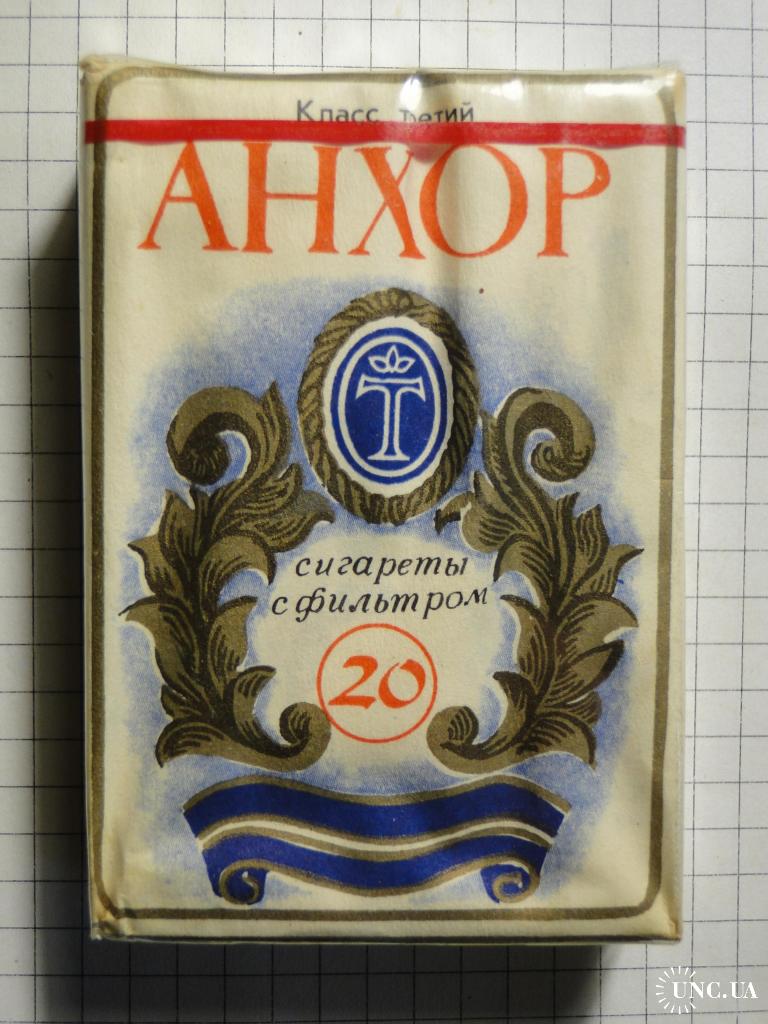 Класс третий
АНХОР
Т
сигареты
с фильтром
20
UNC.UA